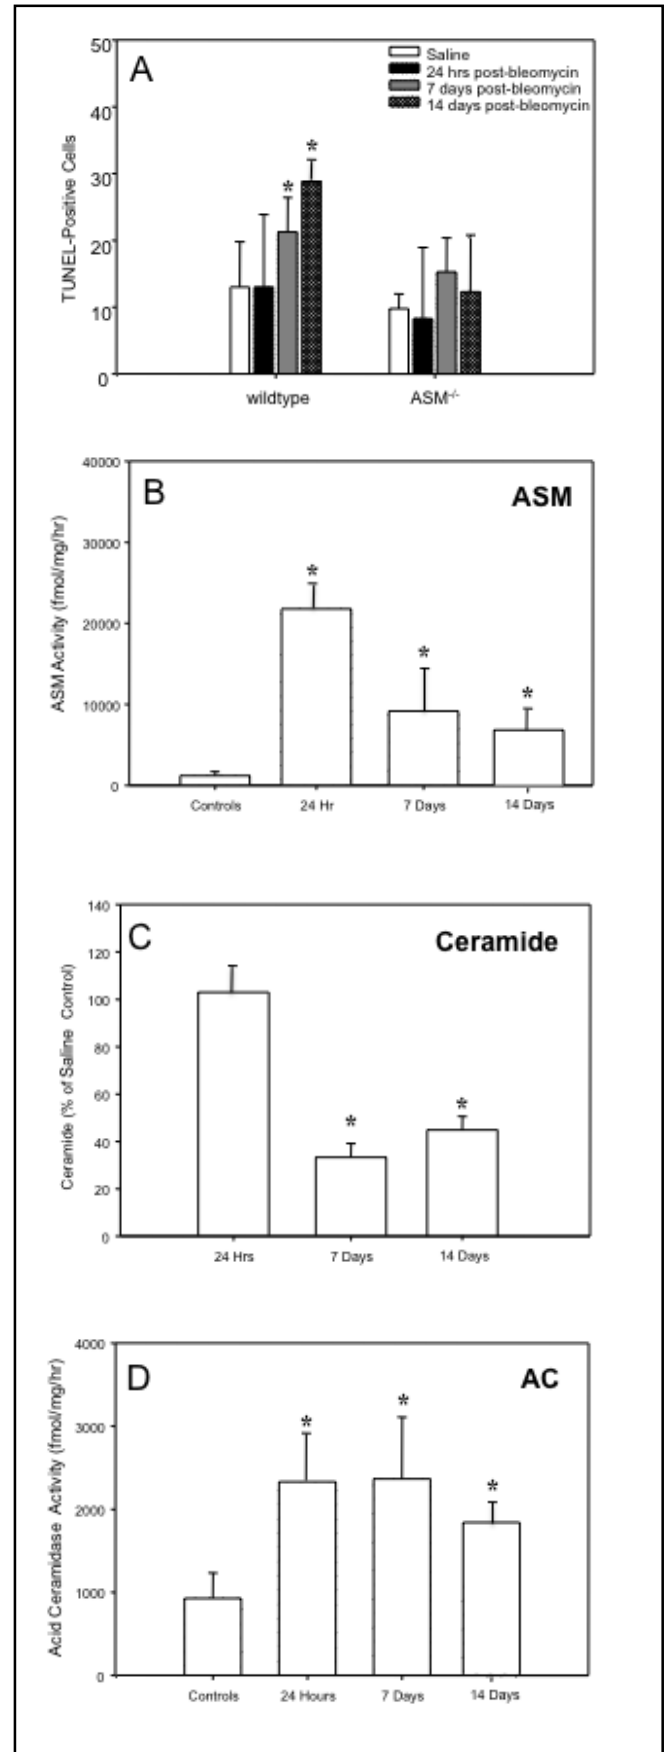 A
Saline
24 hrs post-bleomycin
7 days post-bleomycin
14 days post-bleomycin
TUNEL-Positive Cells
50
40
30
20
10
0
* *
wildtype
ASM-/-
B
ASM
ASM Activity (fmol/mg/hr)
40000
30000
20000
10000
0
* * *
Controls
24 Hr
7 Days
14 Days
C
Ceramide
Ceramide (% of Saline Control)
140
120
100
80
60
40
20
0
* *
24 Hrs
7 Days
14 Days
D
AC
Acid Ceramidase Activity (fmol/mg/hr)
4000
3000
2000
1000
0
* * *
Controls
24 Hours
7 Days
14 Days